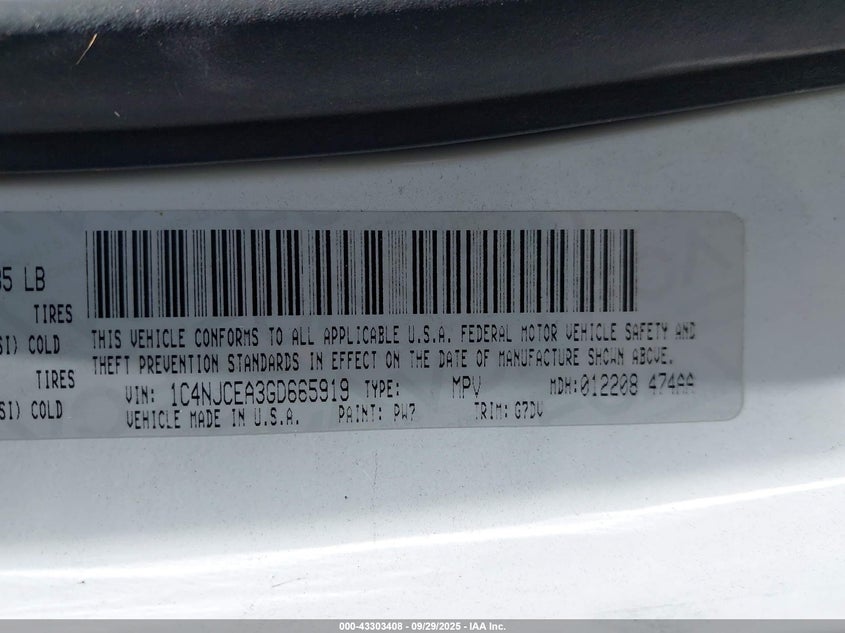 85 LB
TIRES
SI) COLD
TIRES
SI) COLD
THIS VEHICLE CONFORMS TO ALL APPLICABLE U.S.A. FEDERAL MOTOR VEHICLE SAFETY AND
THEFT PREVENTION STANDARDS IN EFFECT ON THE DATE OF MANUFACTURE SHOWN ABOVE.
VIN: 1C4NJCEA3GD665919 TYPE: MPV MDH:012208 474AA
VEHICLE MADE IN U.S.A. PAINT: PW7 TRIM: G7DV
000-43303408 - 09/29/2025 - IAA Inc.